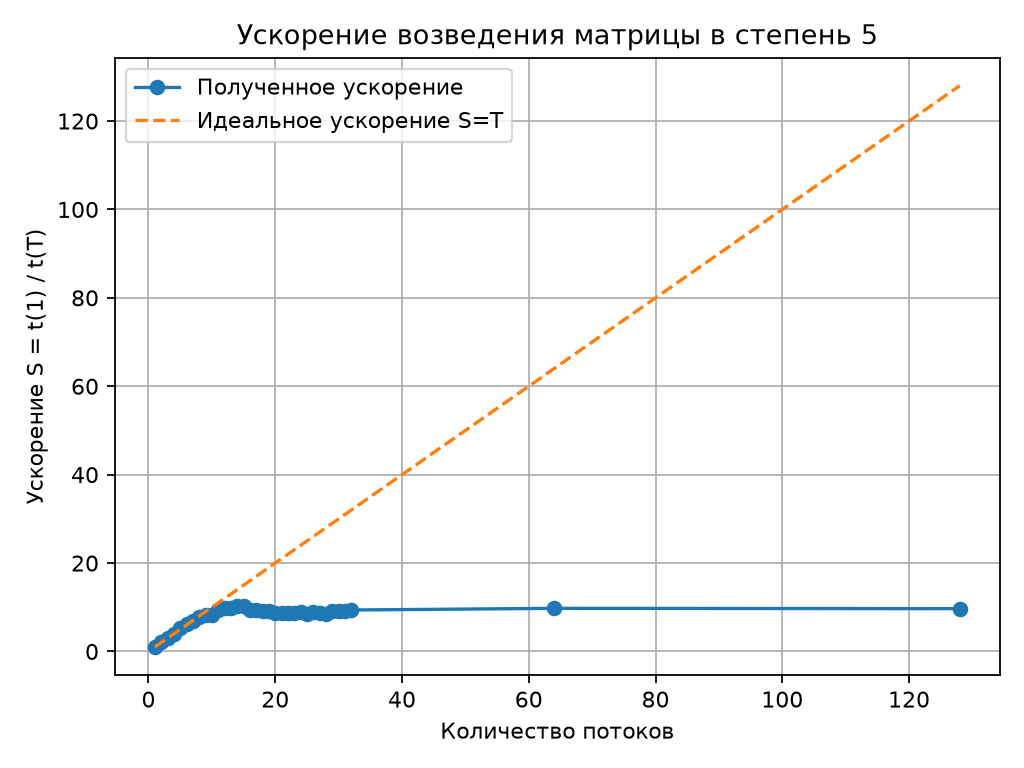 Ускорение возведения матрицы в степень 5
Полученное ускорение
Идеальное ускорение S=T
Ускорение S = t(1) / t(T)
120
100
80
60
40
20
0
0 20 40 60 80 100 120
Количество потоков